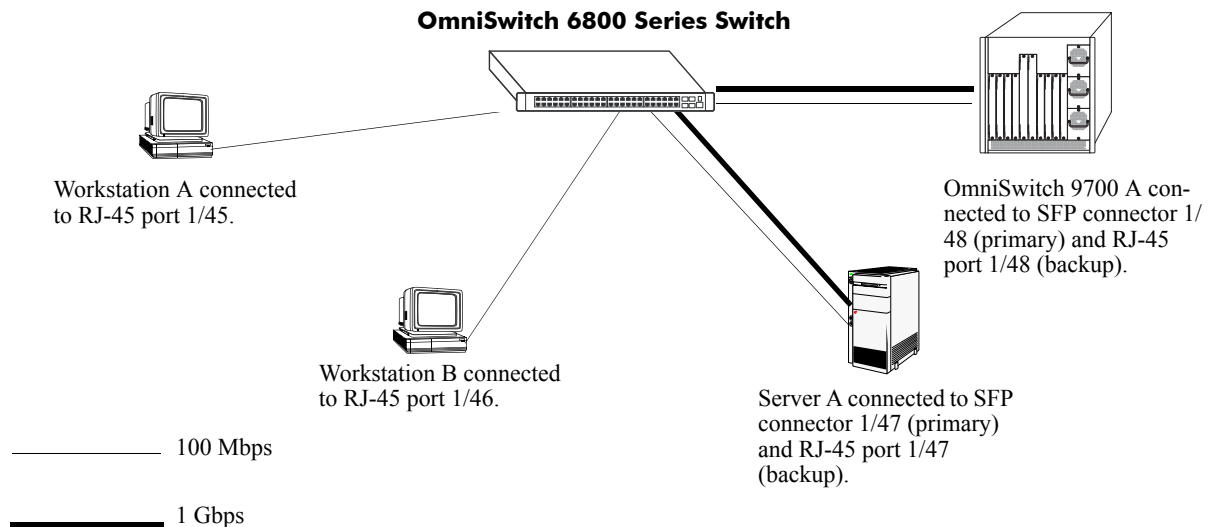 OmniSwitch 6800 Series Switch
Workstation A connected
to RJ-45 port 1/45.
OmniSwitch 9700 A con-
nected to SFP connector 1/
48 (primary) and RJ-45
port 1/48 (backup).
Workstation B connected
to RJ-45 port 1/46.
Server A connected to SFP
connector 1/47 (primary)
and RJ-45 port 1/47
(backup).
100 Mbps
1 Gbps